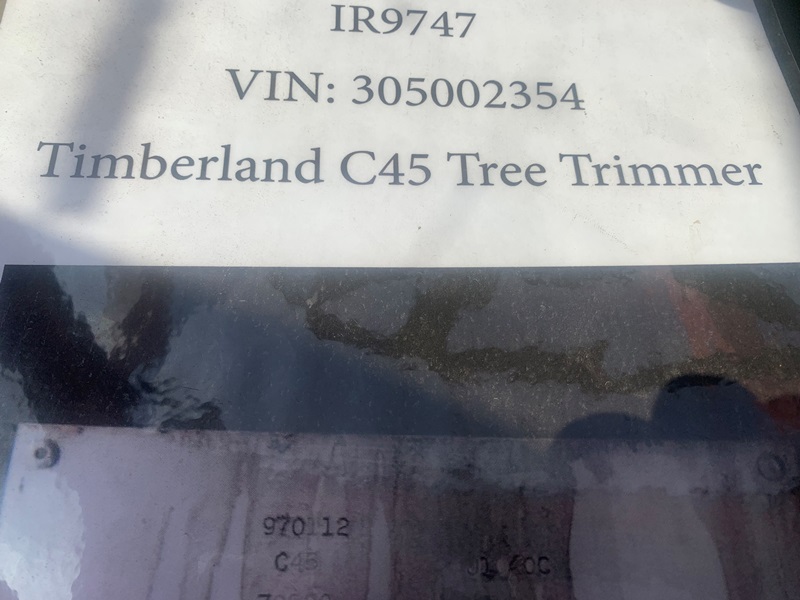 IR9747
VIN: 305002354
Timberland C45 Tree Trimmer
970112
C45